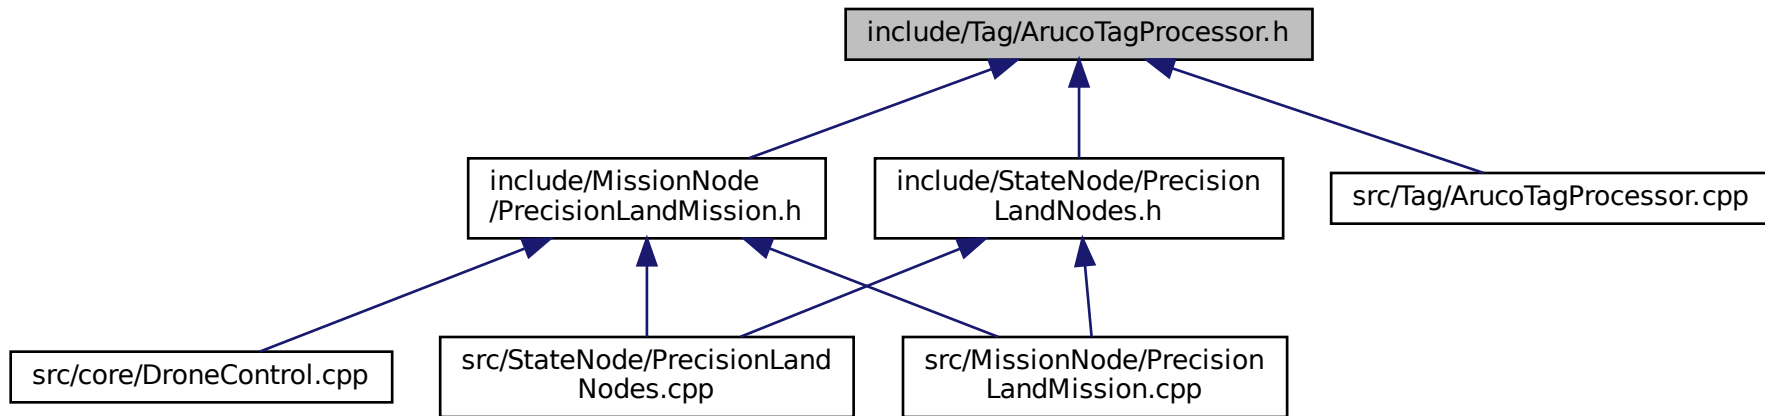 include/Tag/ArucoTagProcessor.h
include/MissionNode
/PrecisionLandMission.h
include/StateNode/Precision
LandNodes.h
src/Tag/ArucoTagProcessor.cpp
src/core/DroneControl.cpp
src/StateNode/PrecisionLand
Nodes.cpp
src/MissionNode/Precision
LandMission.cpp